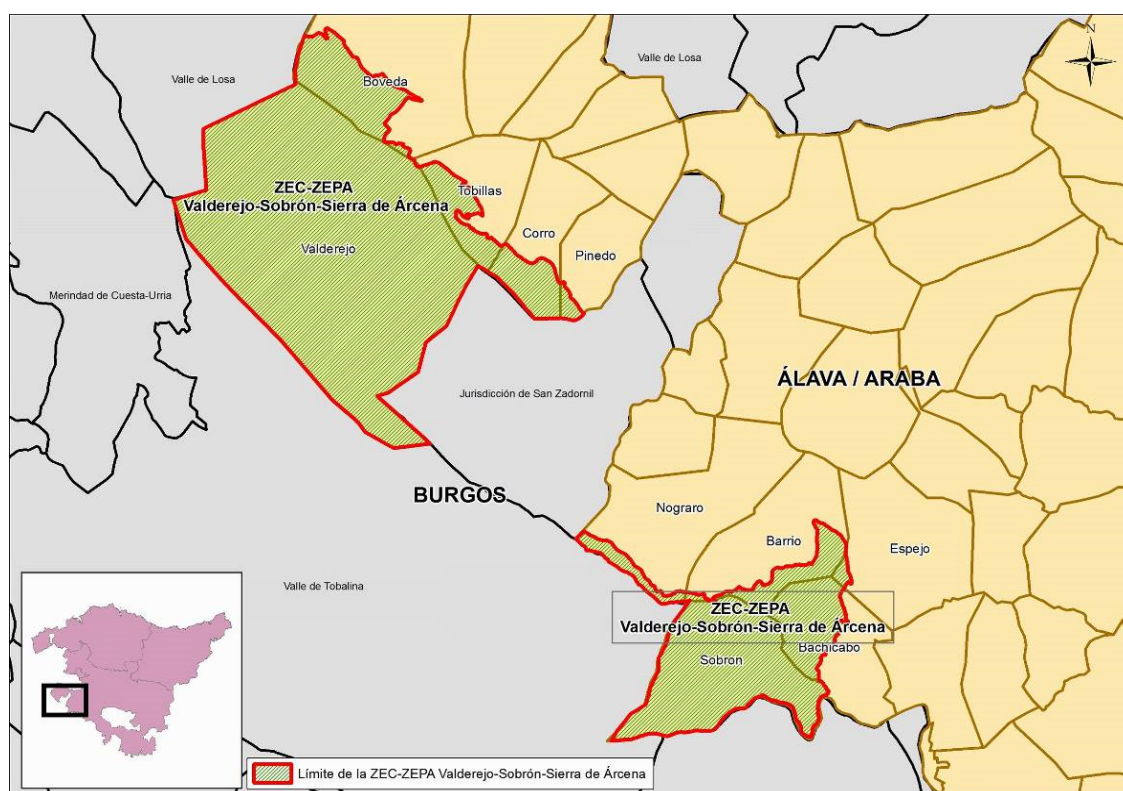 N
Valle de Losa
Valle de Losa
Boveda
ZEC-ZEPA
Valderejo-Sobrón-Sierra de Árcena
Tobillas
Valderejo
Corro
Pinedo
Merindad de Cuesta-Urria
ÁLAVA / ARABA
Jurisdicción de San Zadornil
BURGOS
Nograro
Barrio
Espejo
Valle de Tobalina
ZEC-ZEPA
Valderejo-Sobrón-Sierra de Árcena
Bachicabo
Sobron
Límite de la ZEC-ZEPA Valderejo-Sobrón-Sierra de Árcena